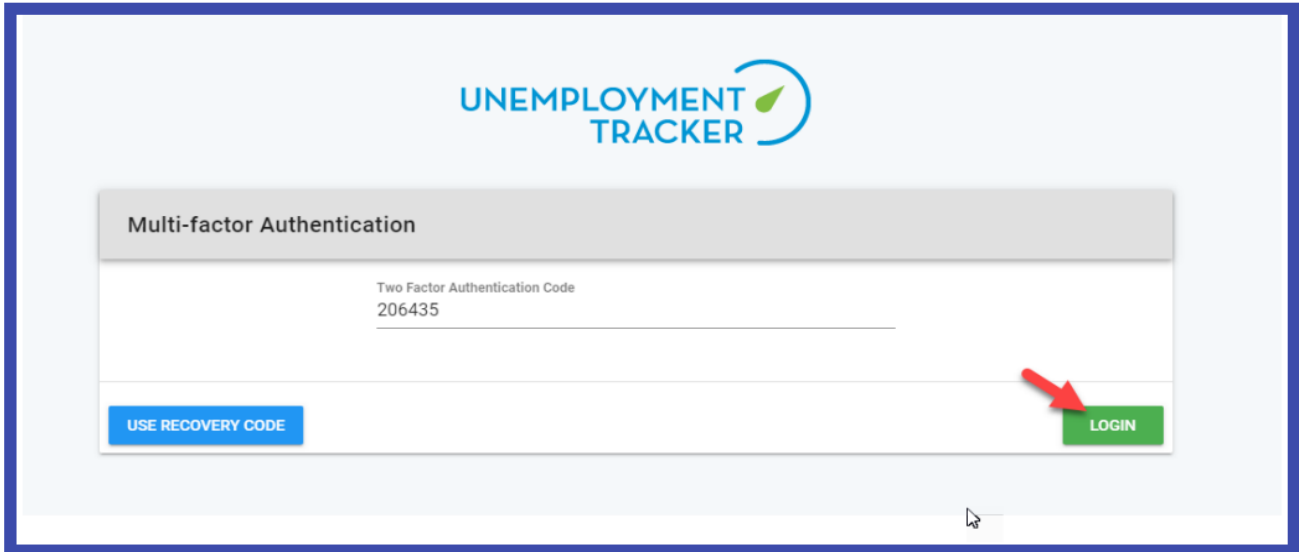 UNEMPLOYMENT
TRACKER
Multi-factor Authentication
Two Factor Authentication Code
206435
USE RECOVERY CODE
LOGIN